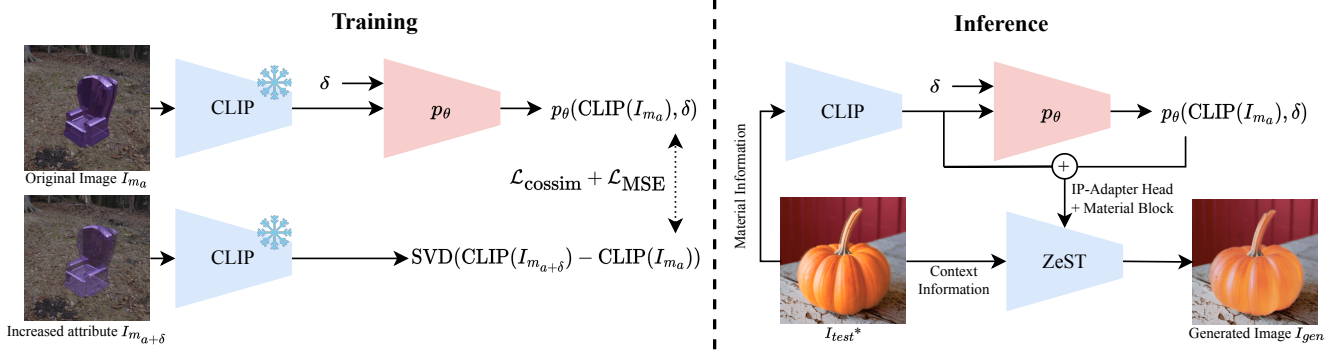 Training
CLIP
δ
p_θ
p_θ(CLIP(I_{m_a}), δ)
Original Image I_{m_a}
L_cossim + L_MSE
CLIP
SVD(CLIP(I_{m_{a+δ}}) − CLIP(I_{m_a}))
Increased attribute I_{m_{a+δ}}
Inference
Material Information
CLIP
δ
p_θ
p_θ(CLIP(I_{m_a}), δ)
+
IP-Adapter Head
+ Material Block
ZeST
Context
Information
I_{test}*
Generated Image I_{gen}